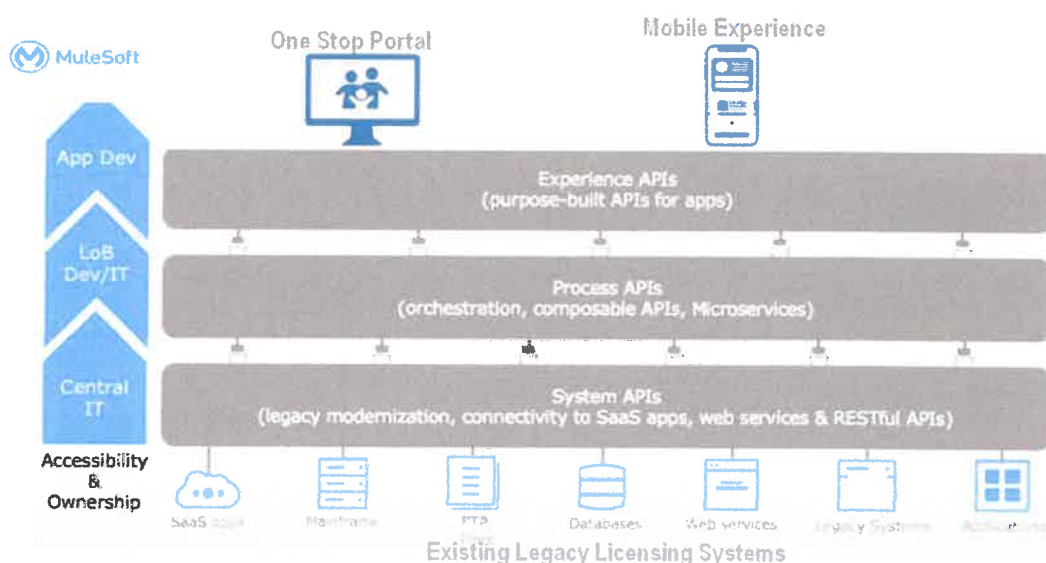 One Stop Portal
Mobile Experience
MuleSoft
App Dev
Experience APIs
(purpose-built APIs for apps)
LoB
Dev/IT
Process APIs
(orchestration, composable APIs, Microservices)
Central
IT
System APIs
(legacy modernization, connectivity to SaaS apps, web services & RESTful APIs)
Accessibility
&
Ownership
SaaS apps
Mainframe
FTP,
Databases
Web services
Legacy Systems
Existing Legacy Licensing Systems